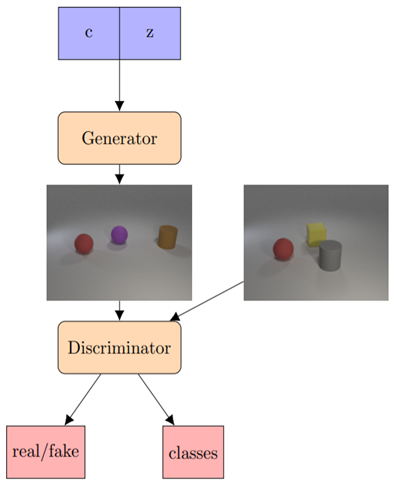 c z
Generator
Discriminator
real/fake
classes